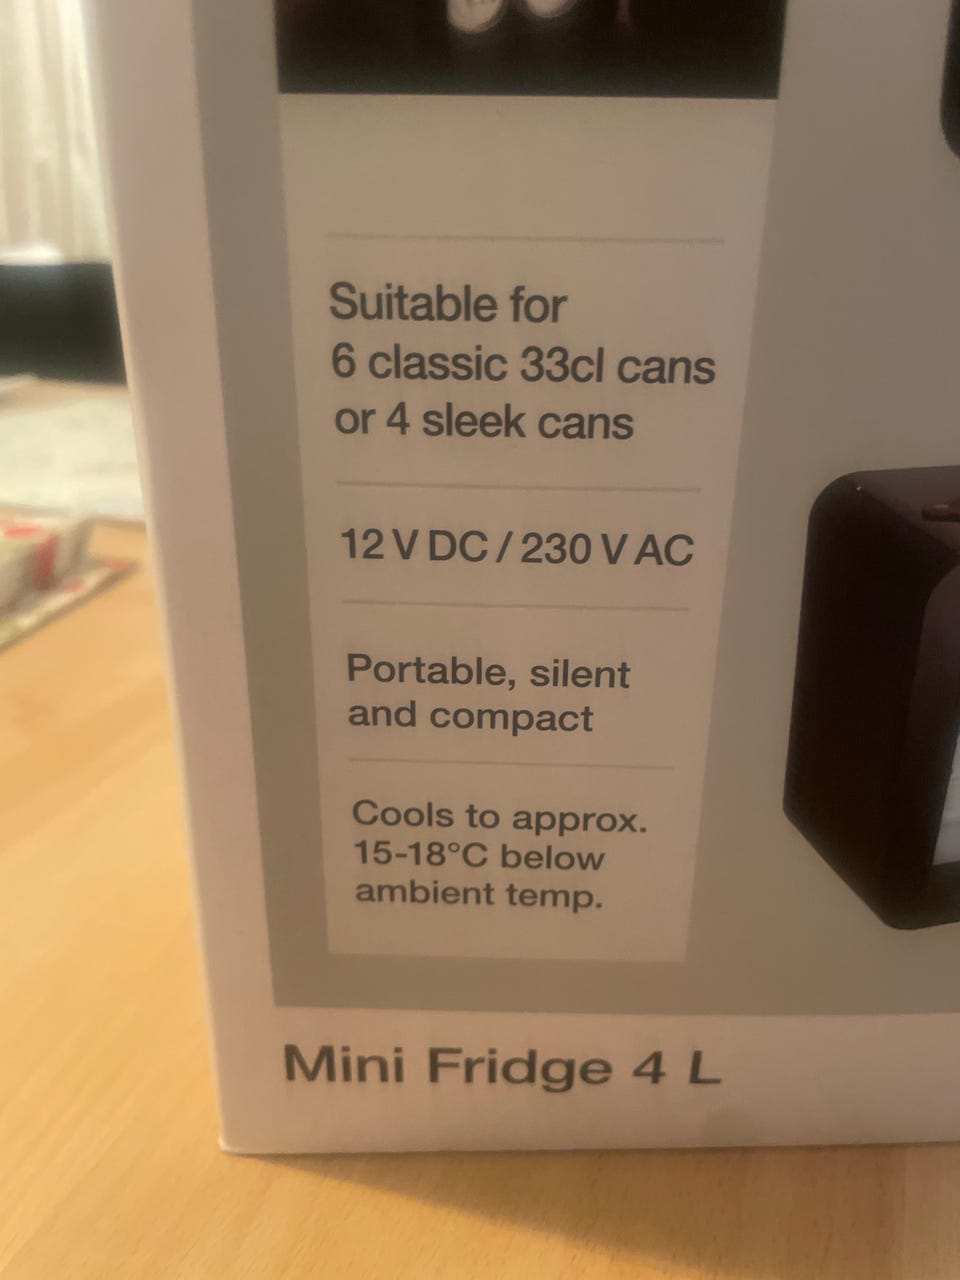 Suitable for
6 classic 33cl cans
or 4 sleek cans
12 V DC / 230 V AC
Portable, silent
and compact
Cools to approx.
15-18°C below
ambient temp.
Mini Fridge 4 L